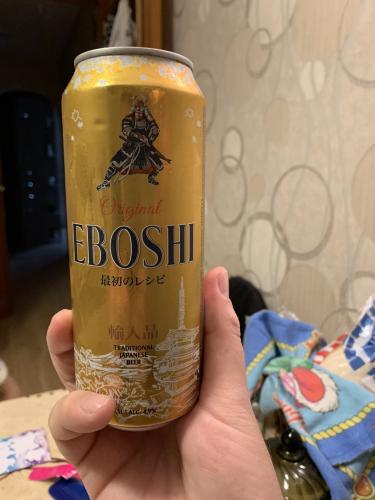 Original
EBOSHI
最初のレシピ
輸入品
TRADITIONAL
JAPANESE
BEER